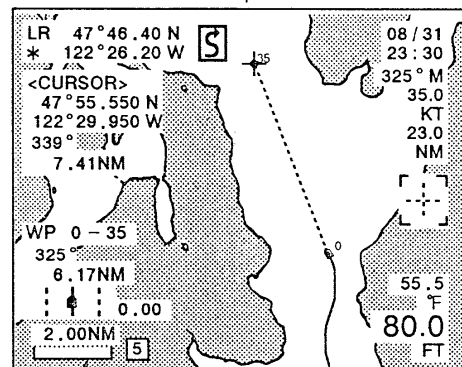 LR 47°46.40 N
* 122°26.20 W
S
<CURSOR>
47°55.550 N
122°29.950 W
339°
7.41NM
WP 0-35
325°
6.17NM
0.00
2.00NM
5
35
0
08/31
23:30
325°M
35.0
KT
23.0
NM
55.5
°F
80.0
FT